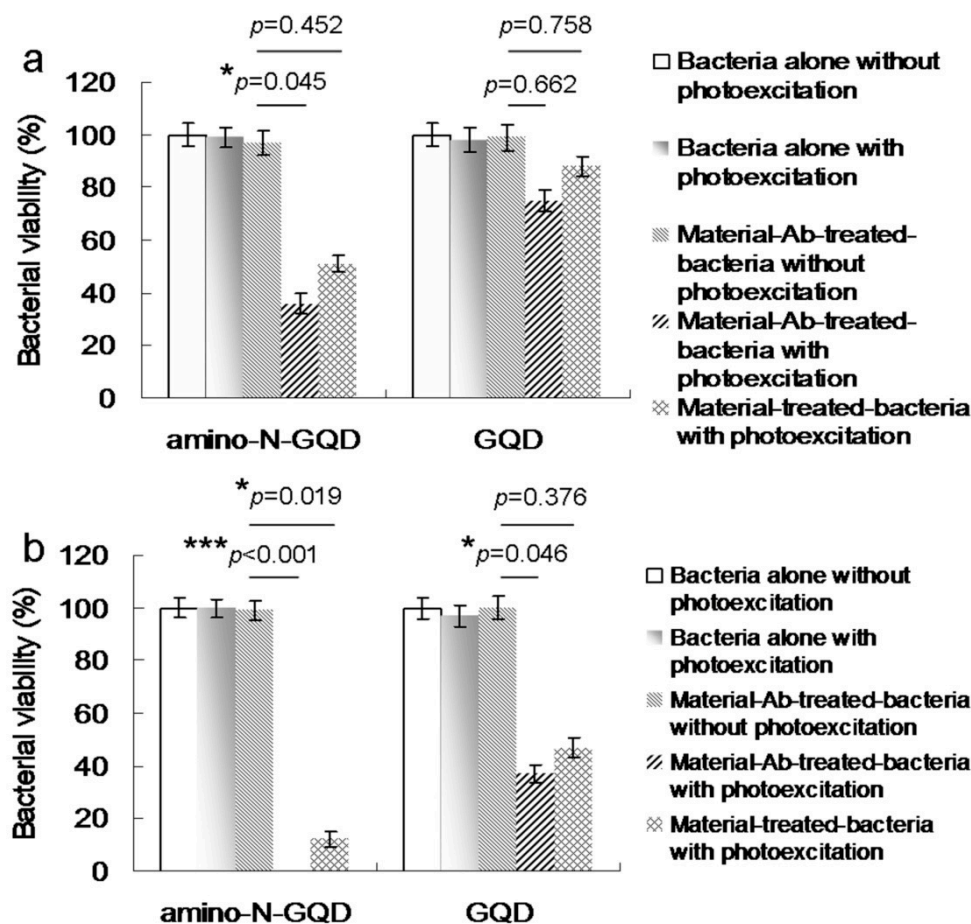 a
p=0.452
* p=0.045
p=0.758
p=0.662
Bacterial viability (%)
120
100
80
60
40
20
0
amino-N-GQD
GQD
Bacteria alone without
photoexcitation
Bacteria alone with
photoexcitation
Material-Ab-treated-
bacteria without
photoexcitation
Material-Ab-treated-
bacteria with
photoexcitation
Material-treated-bacteria
with photoexcitation
b
* p=0.019
*** p<0.001
p=0.376
* p=0.046
Bacterial viability (%)
120
100
80
60
40
20
0
amino-N-GQD
GQD
Bacteria alone without
photoexcitation
Bacteria alone with
photoexcitation
Material-Ab-treated-bacteria
without photoexcitation
Material-Ab-treated-bacteria
with photoexcitation
Material-treated-bacteria
with photoexcitation